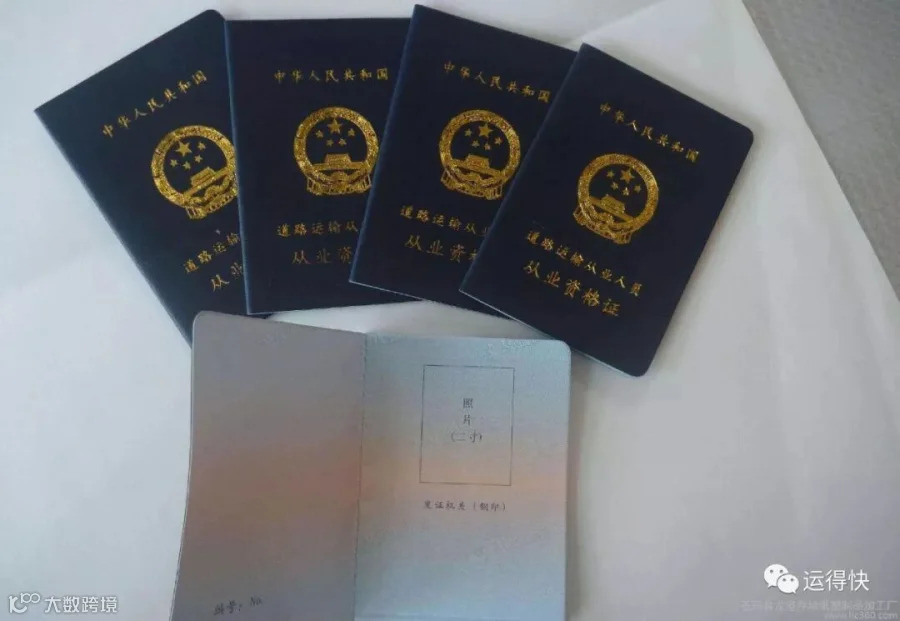 中华人民共和国
道路运输
从业
中华人民共和国
道路运输从
从业资
中华人民共和国
道路运输从业
从业资格
中华人民共和国
道路运输从业人员
从业资格证
照
片
(二寸)
发证机关(钢印)
编号: No.
运得快
大数跨境